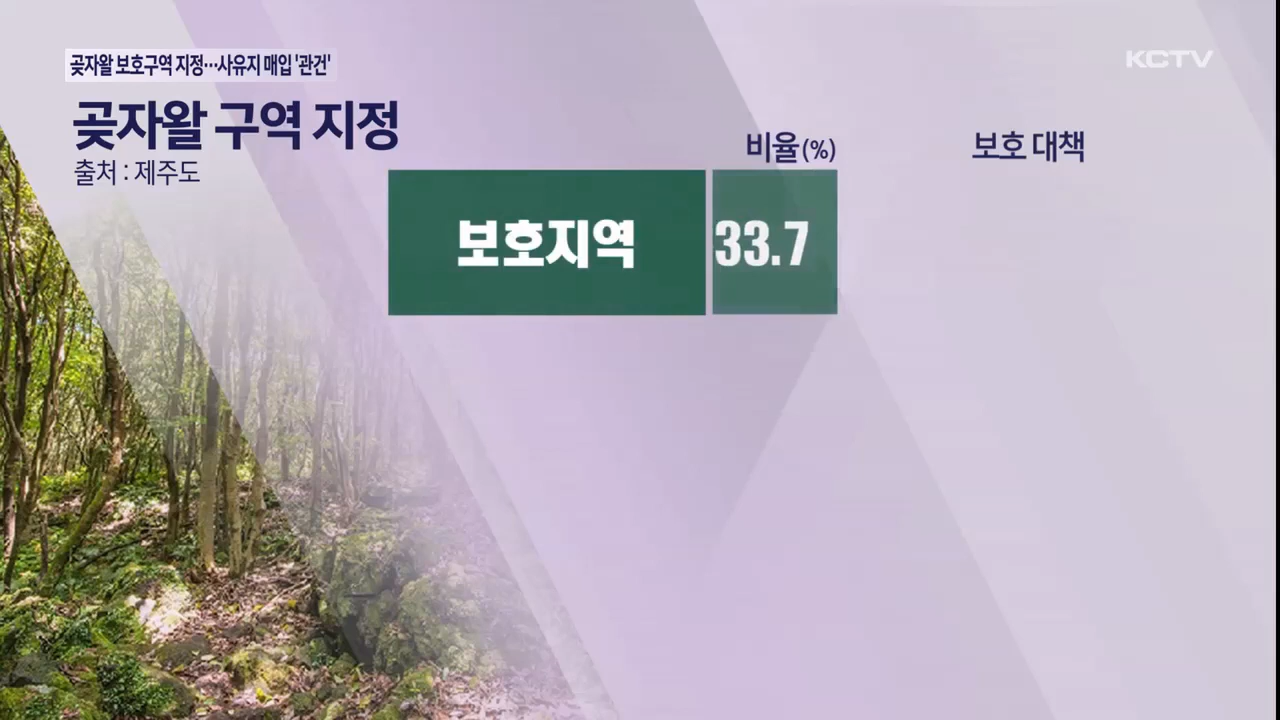 곶자왈 보호구역 지정…사유지 매입 '관건'
KCTV
곶자왈 구역 지정
출처 : 제주도
비율(%)
보호 대책
보호지역
33.7